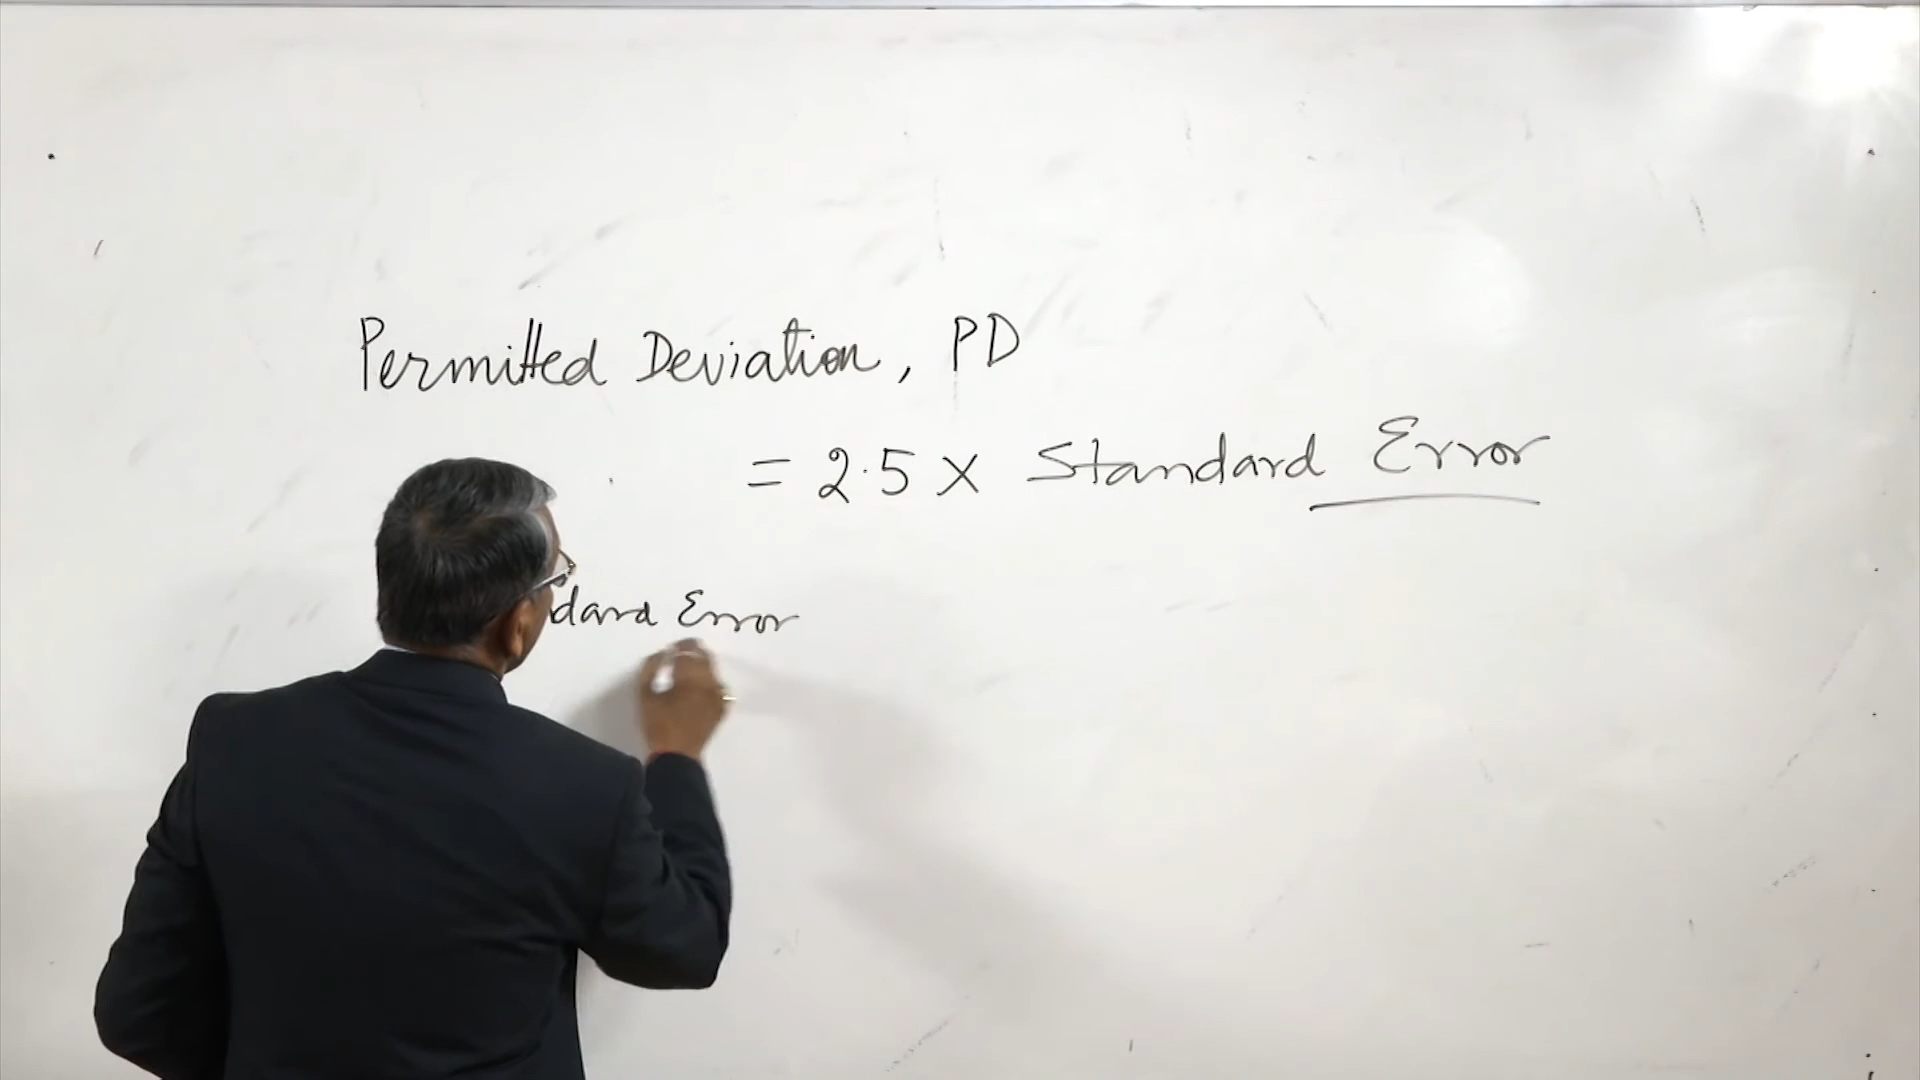 Permitted Deviation, PD
= 2.5 × Standard Error
dard Error